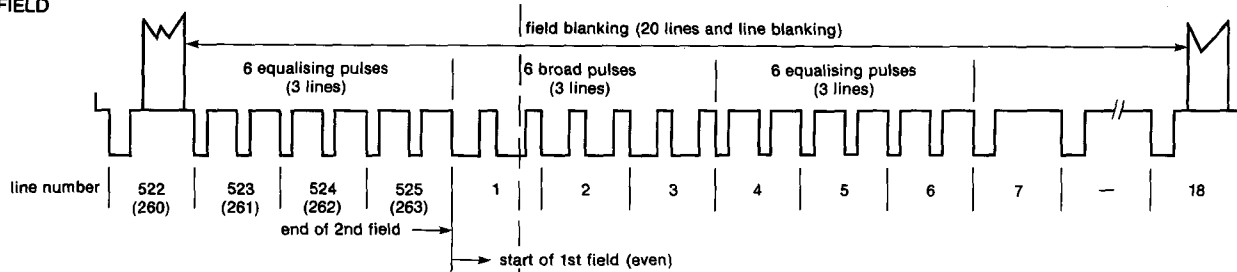 FIELD
field blanking (20 lines and line blanking)
6 equalising pulses
(3 lines)
6 broad pulses
(3 lines)
6 equalising pulses
(3 lines)
line number 522 523 524 525 1 2 3 4 5 6 7 — 18
(260) (261) (262) (263)
end of 2nd field
start of 1st field (even)